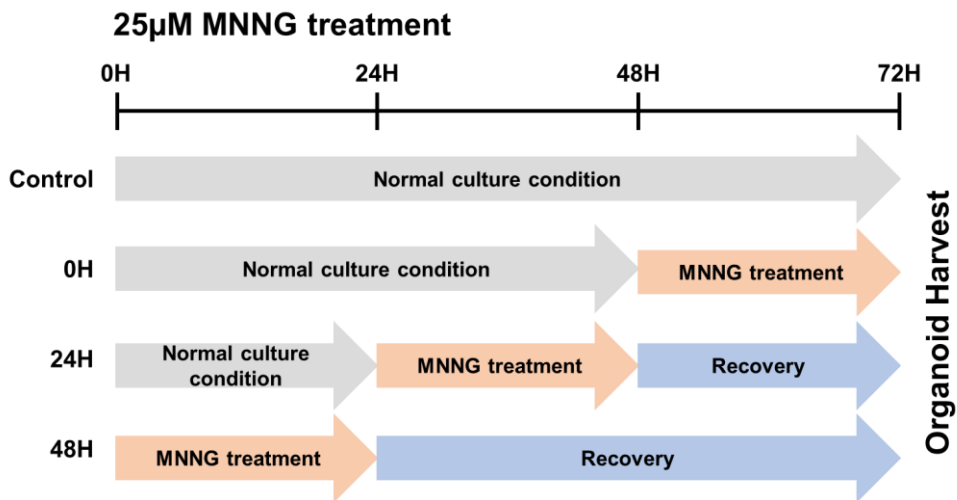 25μM MNNG treatment
0H 24H 48H 72H
Control
Normal culture condition
0H
Normal culture condition
MNNG treatment
24H
Normal culture
condition
MNNG treatment
Recovery
48H
MNNG treatment
Recovery
Organoid Harvest